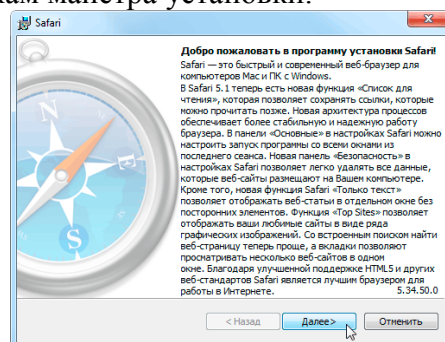 кам мастера установки:
Safari
Добро пожаловать в программу установки Safari!
Safari — это быстрый и современный веб-браузер для
компьютеров Mac и ПК с Windows.
В Safari 5.1 теперь есть новая функция «Список для
чтения», которая позволяет сохранять ссылки, которые
можно прочитать позже. Новая архитектура процессов
обеспечивает более стабильную и надежную работу
браузера. В панели «Основные» в настройках Safari можно
настроить запуск программы со всеми окнами из
последнего сеанса. Новая панель «Безопасность» в
настройках Safari позволяет легко удалять все данные,
которые веб-сайты размещают на Вашем компьютере.
Кроме того, новая функция Safari «Только текст»
позволяет отображать веб-статьи в отдельном окне без
посторонних элементов. Функция «Top Sites» позволяет
отображать ваши любимые сайты в виде ряда
графических изображений. Со встроенным поиском найти
веб-страницу теперь проще, а вкладки позволяют
просматривать несколько веб-сайтов в одном
окне. Благодаря улучшенной поддержке HTML5 и других
веб-стандартов Safari является лучшим браузером для
работы в Интернете. 5.34.50.0
N
E
S
< Назад Далее> Отменить